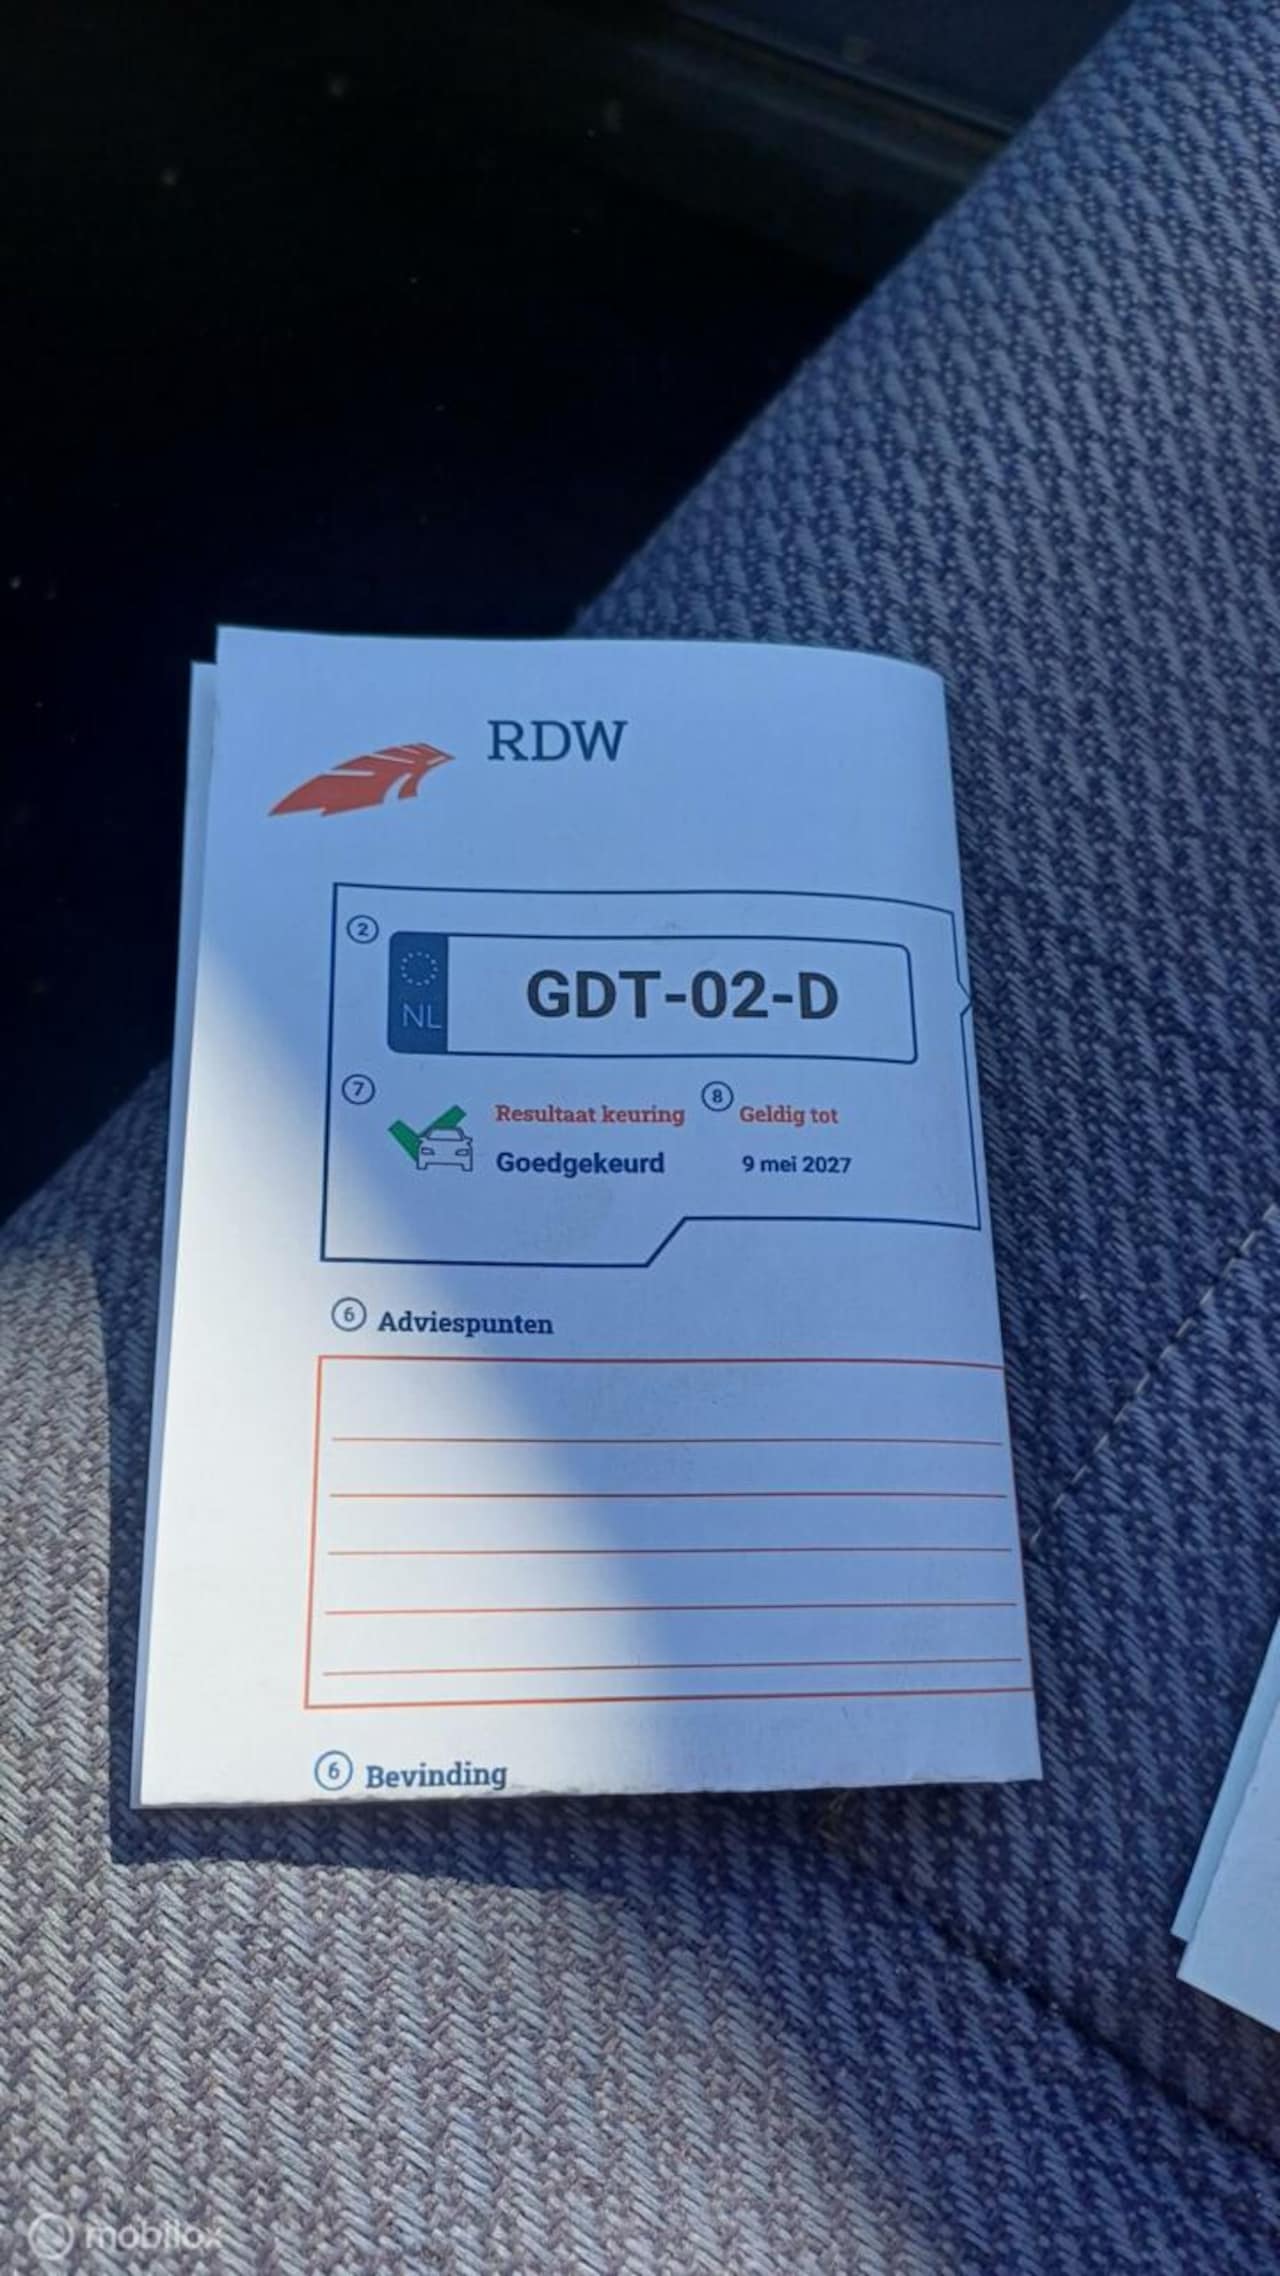 RDW
2
NL
GDT-02-D
7 Resultaat keuring 8 Geldig tot
Goedgekeurd 9 mei 2027
6 Adviespunten
6 Bevinding
mobilox